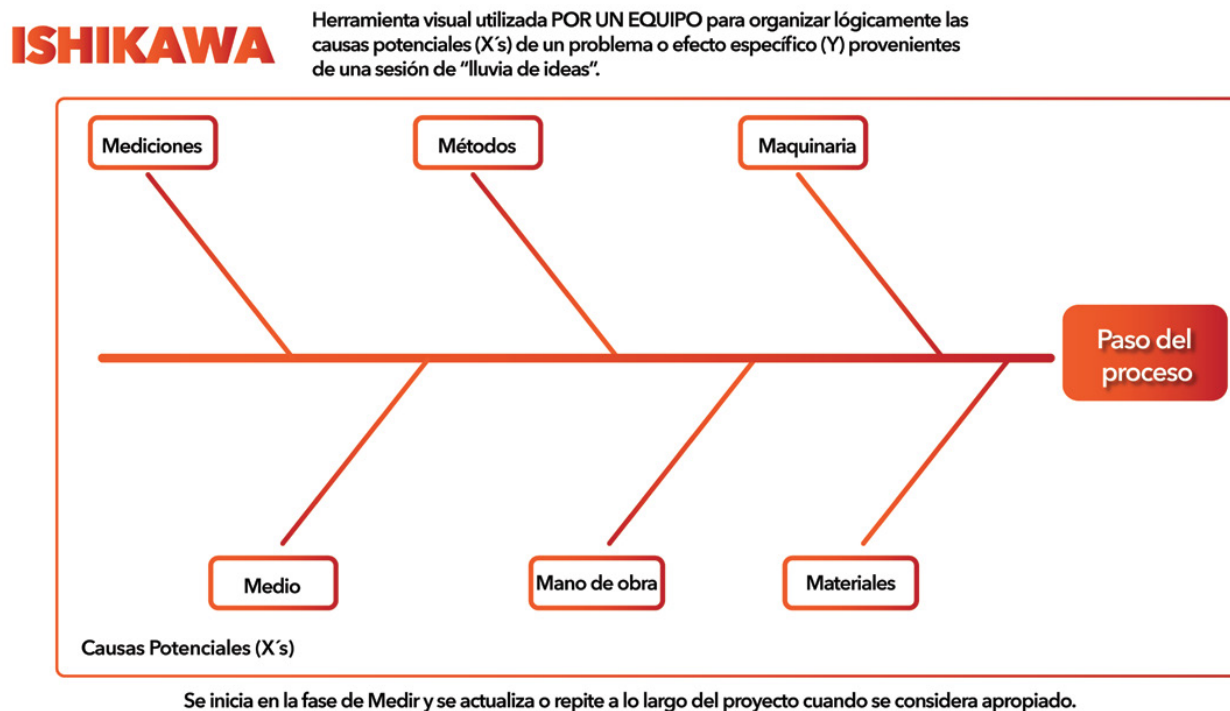 ISHIKAWA
Herramienta visual utilizada POR UN EQUIPO para organizar lógicamente las
causas potenciales (X´s) de un problema o efecto específico (Y) provenientes
de una sesión de “lluvia de ideas”.
Mediciones
Métodos
Maquinaria
Paso del
proceso
Medio
Mano de obra
Materiales
Causas Potenciales (X´s)
Se inicia en la fase de Medir y se actualiza o repite a lo largo del proyecto cuando se considera apropiado.